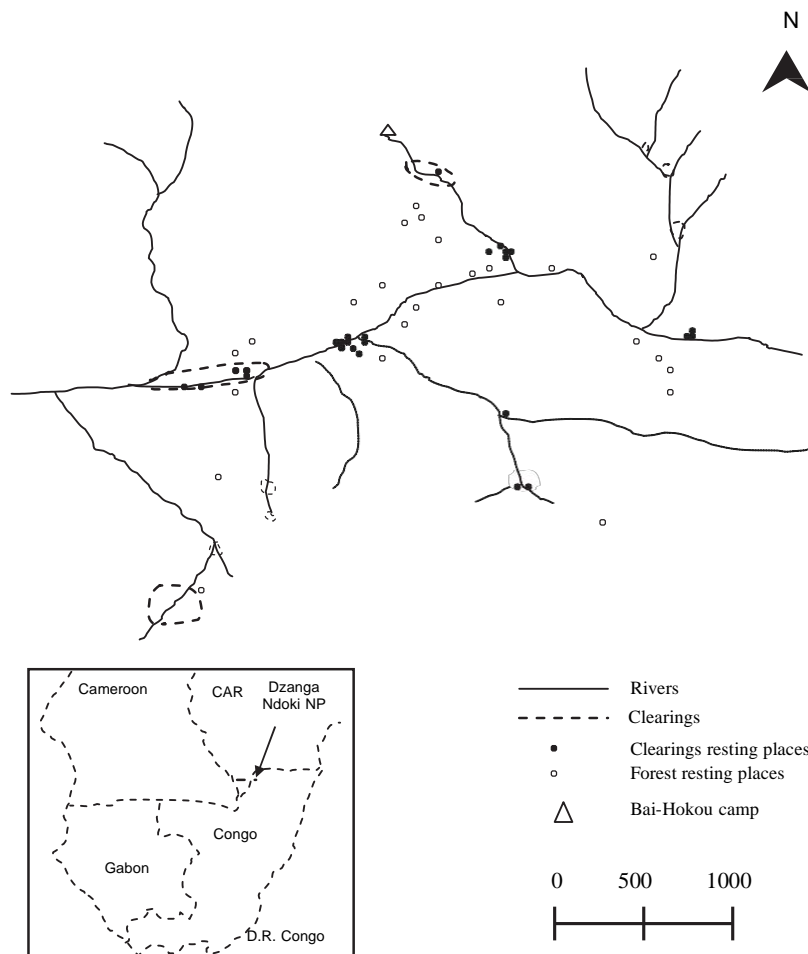 N
Cameroon
CAR
Dzanga
Ndoki NP
Congo
Gabon
D.R. Congo
Rivers
Clearings
Clearings resting places
Forest resting places
Bai-Hokou camp
0 500 1000